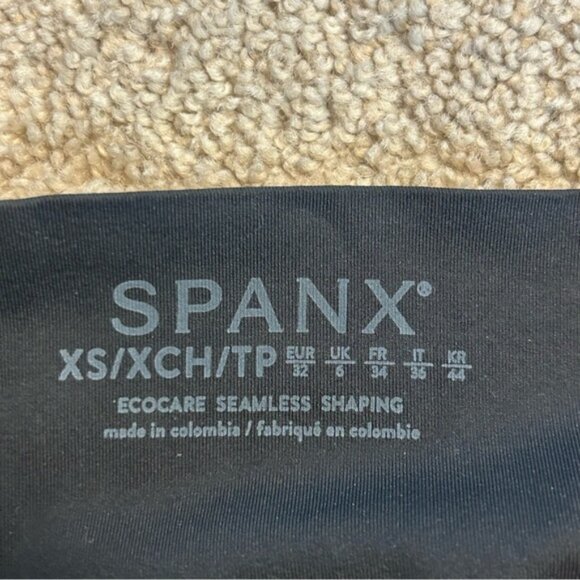 SPANX®
XS/XCH/TP EUR 32 UK 6 FR 34 IT 36 KR 44
ECOCARE SEAMLESS SHAPING
made in colombia / fabriqué en colombie